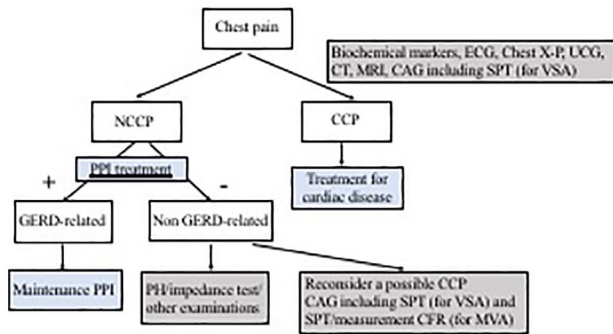 Chest pain
Biochemical markers, ECG, Chest X-P, UCG,
CT, MRI, CAG including SPT (for VSA)
NCCP
CCP
PPI treatment
+
-
Treatment for
cardiac disease
GERD-related
Non GERD-related
Maintenance PPI
PH/impedance test/
other examinations
Reconsider a possible CCP
CAG including SPT (for VSA) and
SPT/measurement CFR (for MVA)